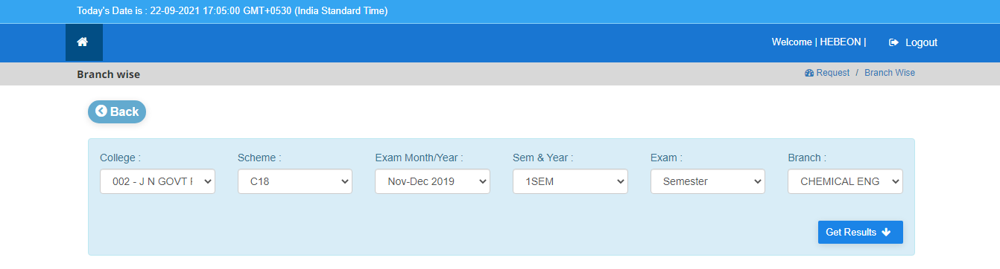 Today's Date is : 22-09-2021 17:05:00 GMT+0530 (India Standard Time)
Welcome | HEBEON | Logout
Branch wise Request / Branch Wise
Back
College : Scheme : Exam Month/Year : Sem & Year : Exam : Branch :
002 - J N GOVT F C18 Nov-Dec 2019 1SEM Semester CHEMICAL ENG
Get Results